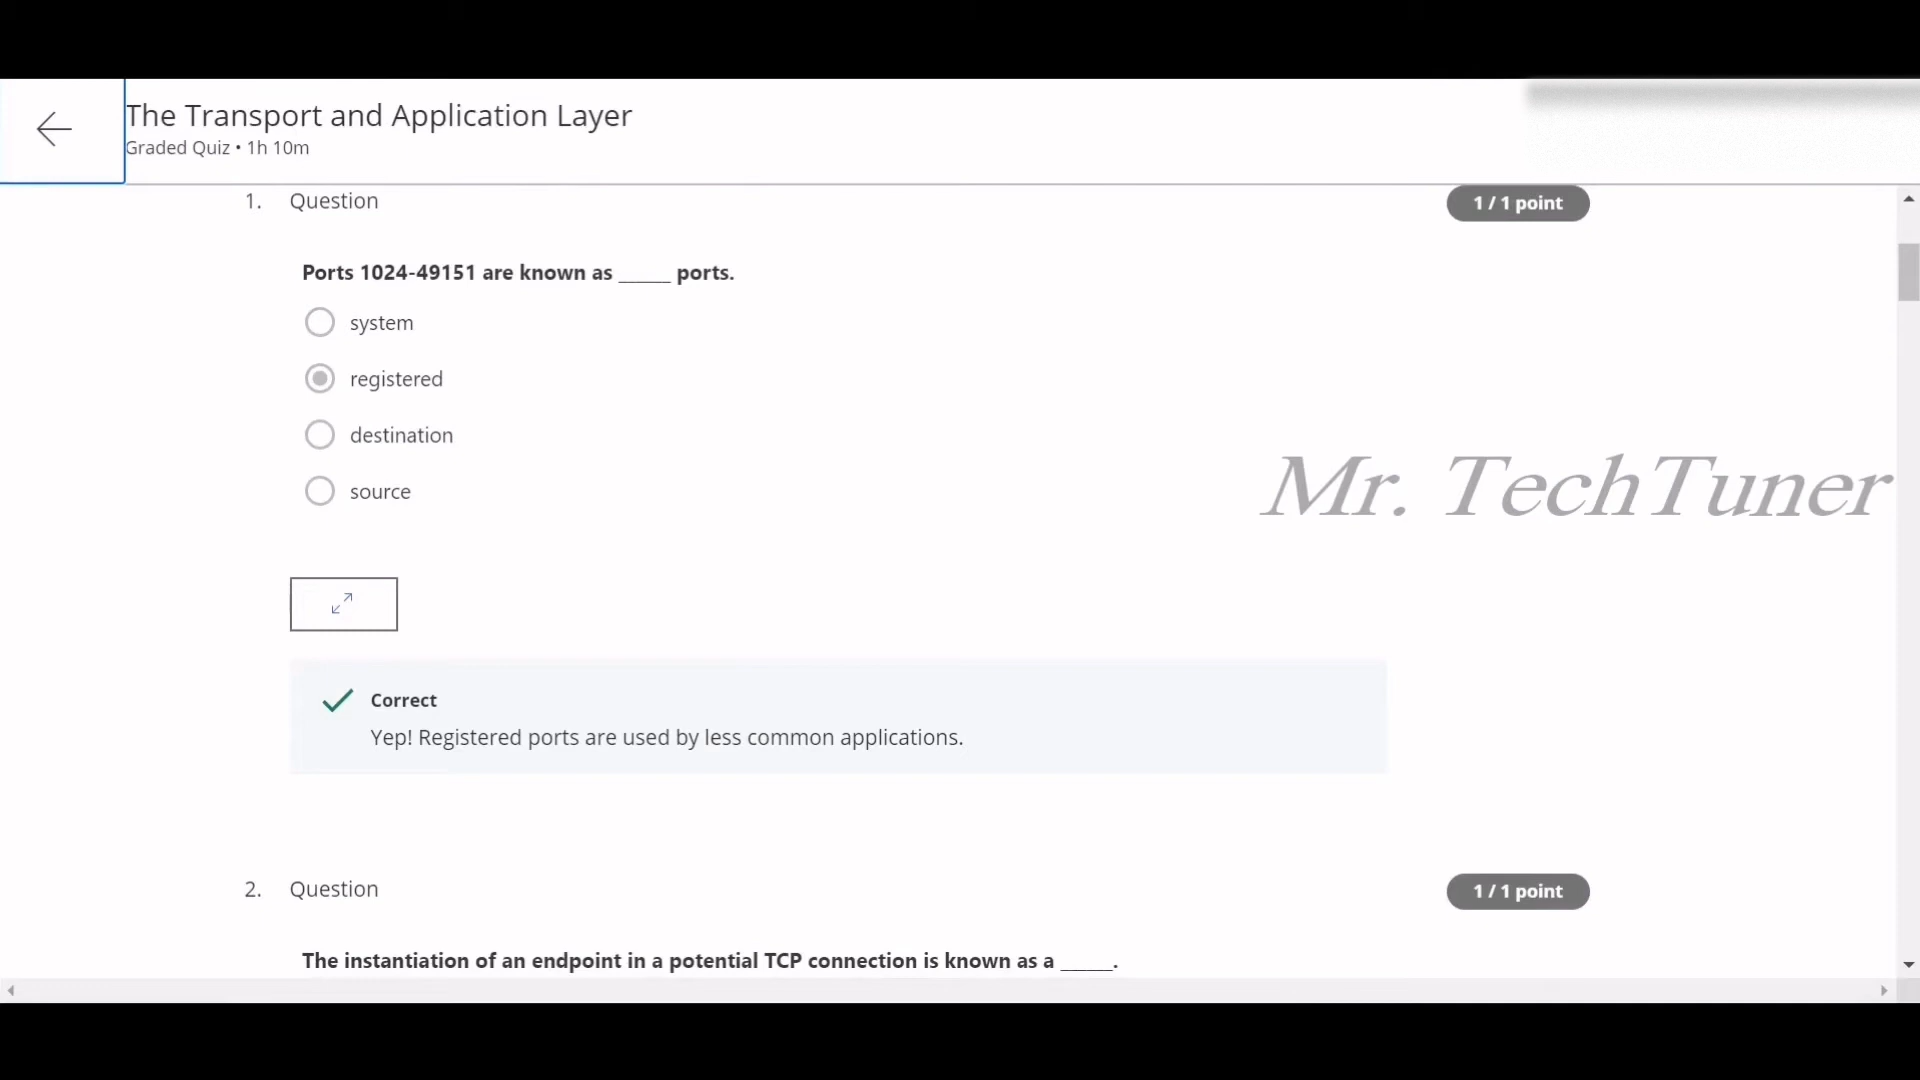 The Transport and Application Layer
Graded Quiz • 1h 10m
1. Question
1 / 1 point
Ports 1024-49151 are known as _____ ports.
system
registered
destination
source
Mr. TechTuner
Correct
Yep! Registered ports are used by less common applications.
2. Question
1 / 1 point
The instantiation of an endpoint in a potential TCP connection is known as a _____.